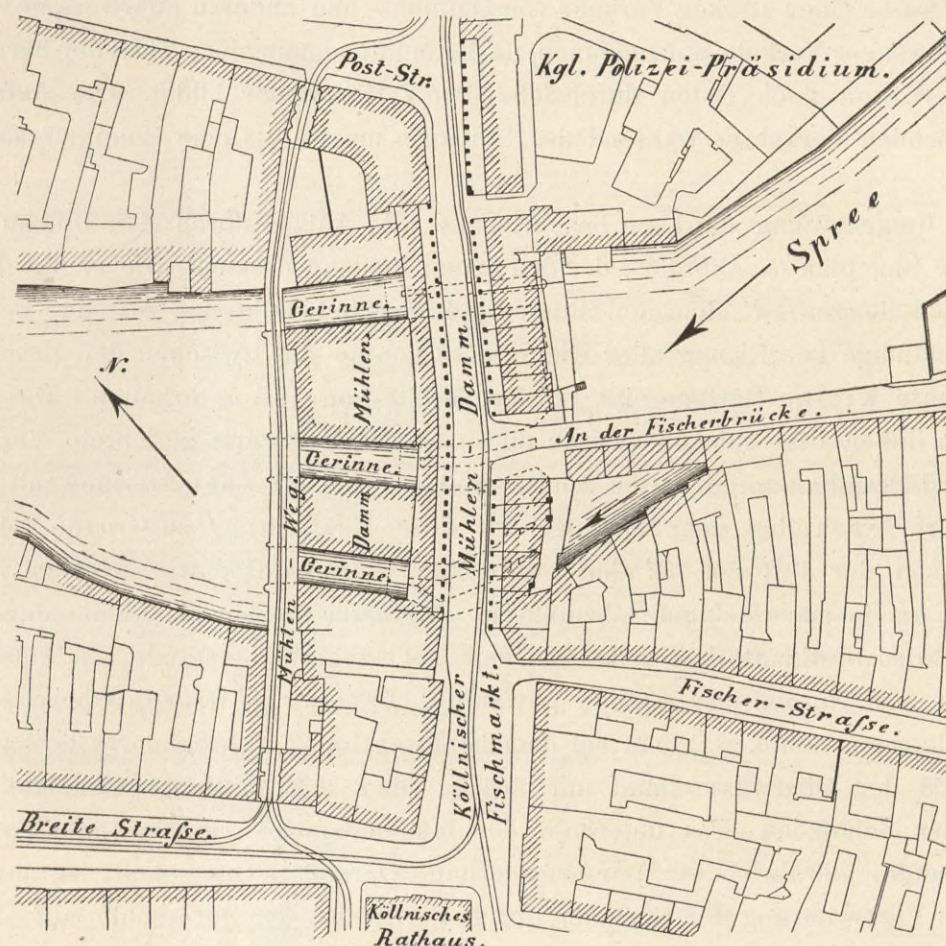 Post-Str.
Kgl. Polizei-Präsidium.
Spree
Gerinne.
N.
Mühlen.
Damm.
An der Fischerbrücke.
Gerinne.
Mühlen-
Damm
Weg.
Gerinne.
Mühlen-
Fischer-Straſse.
Köllnischer
Fischmarkt.
Breite Straſse.
Köllnisches
Rathaus.